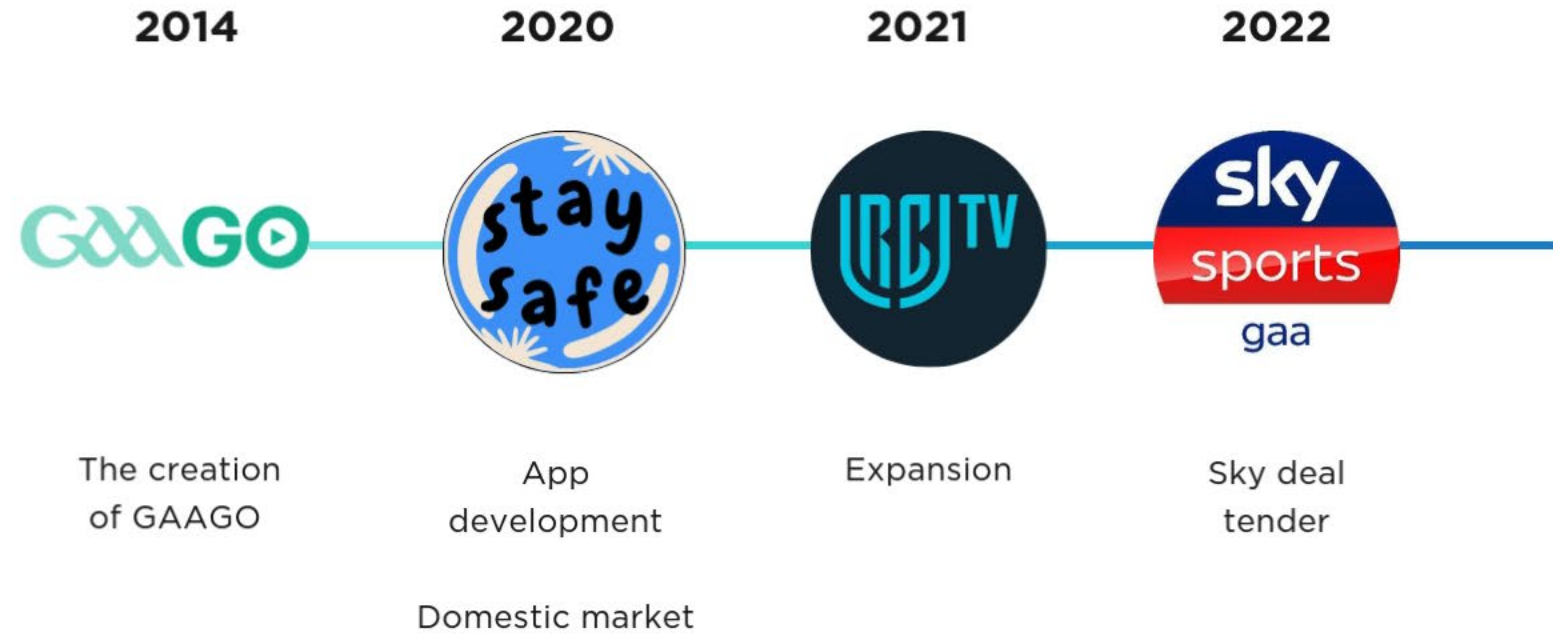 2014
2020
2021
2022
GAAGO
stay
safe
URC TV
sky
sports
gaa
The creation
of GAAGO
App
development
Domestic market
Expansion
Sky deal
tender